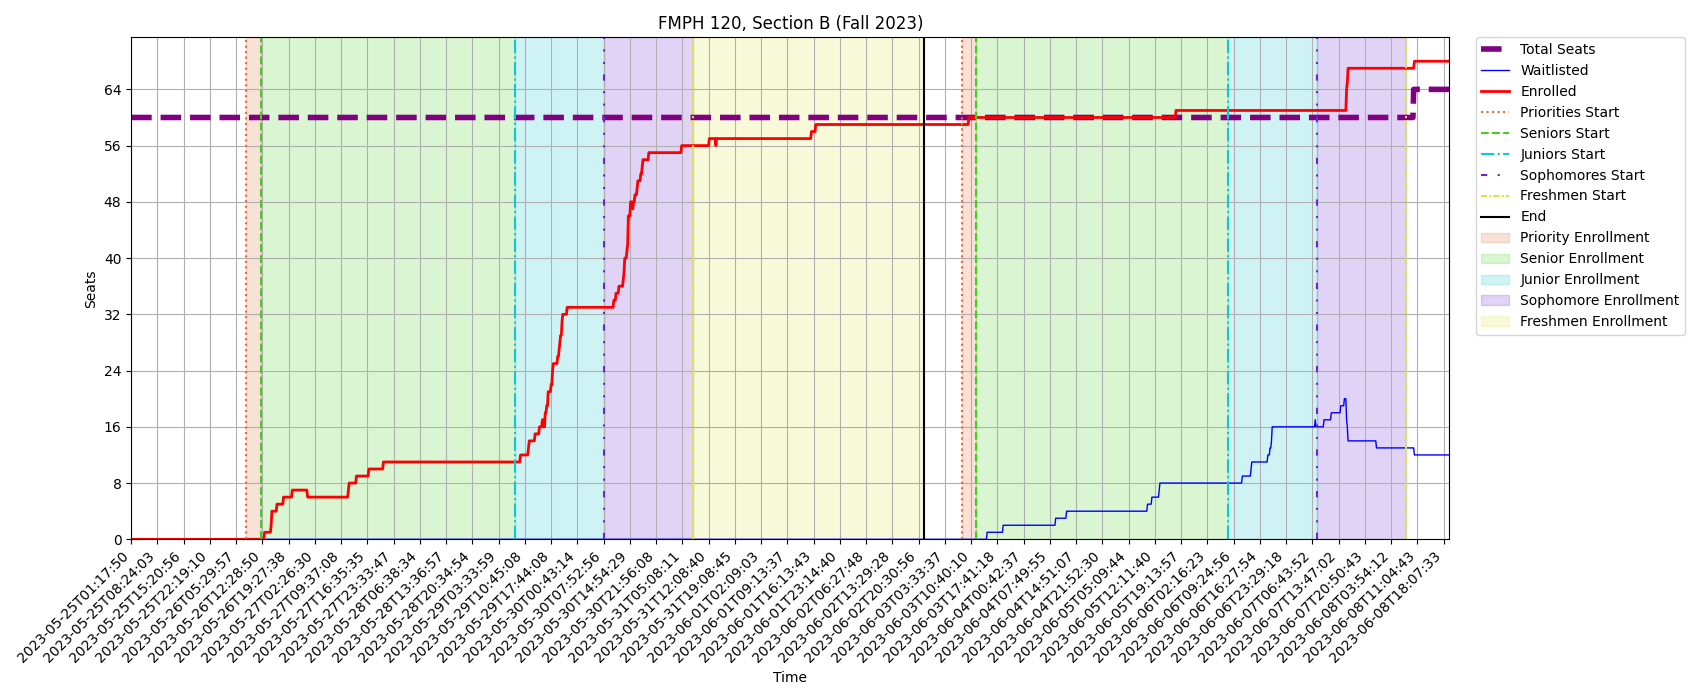 FMPH 120, Section B (Fall 2023)
Total Seats
Waitlisted
Enrolled
Priorities Start
Seniors Start
Juniors Start
Sophomores Start
Freshmen Start
End
Priority Enrollment
Senior Enrollment
Junior Enrollment
Sophomore Enrollment
Freshmen Enrollment
Seats
64
56
48
40
32
24
16
8
0
2023-05-25T01:17:50
2023-05-25T08:24:03
2023-05-25T15:20:56
2023-05-25T22:19:10
2023-05-26T05:29:57
2023-05-26T12:28:50
2023-05-26T19:27:38
2023-05-27T02:26:30
2023-05-27T09:37:08
2023-05-27T16:35:35
2023-05-27T23:33:47
2023-05-28T06:38:34
2023-05-28T13:36:57
2023-05-28T20:34:54
2023-05-29T03:33:59
2023-05-29T10:45:08
2023-05-29T17:44:08
2023-05-30T00:43:14
2023-05-30T07:52:56
2023-05-30T14:54:29
2023-05-30T21:56:08
2023-05-31T05:08:11
2023-05-31T12:08:40
2023-05-31T19:08:45
2023-06-01T02:09:03
2023-06-01T09:13:37
2023-06-01T16:13:43
2023-06-01T23:14:40
2023-06-02T06:27:48
2023-06-02T13:29:28
2023-06-02T20:30:56
2023-06-03T03:33:37
2023-06-03T10:40:10
2023-06-03T17:41:18
2023-06-04T00:42:37
2023-06-04T07:49:55
2023-06-04T14:51:07
2023-06-04T21:52:30
2023-06-05T05:09:44
2023-06-05T12:11:40
2023-06-05T19:13:57
2023-06-06T02:16:23
2023-06-06T09:24:56
2023-06-06T16:27:54
2023-06-06T23:29:18
2023-06-07T06:43:52
2023-06-07T13:47:02
2023-06-07T20:50:43
2023-06-08T03:54:12
2023-06-08T11:04:43
2023-06-08T18:07:33
Time